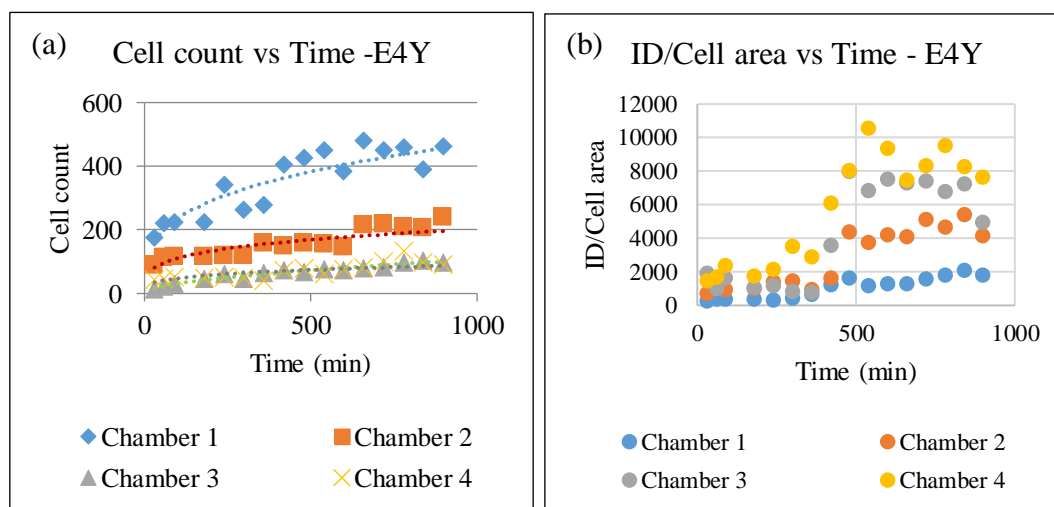 (a)
Cell count vs Time -E4Y
600
400
200
0
Cell count
0
500
1000
Time (min)
Chamber 1
Chamber 2
Chamber 3
Chamber 4
(b)
ID/Cell area vs Time - E4Y
12000
10000
8000
6000
4000
2000
0
ID/Cell area
0
500
1000
Time (min)
Chamber 1
Chamber 2
Chamber 3
Chamber 4